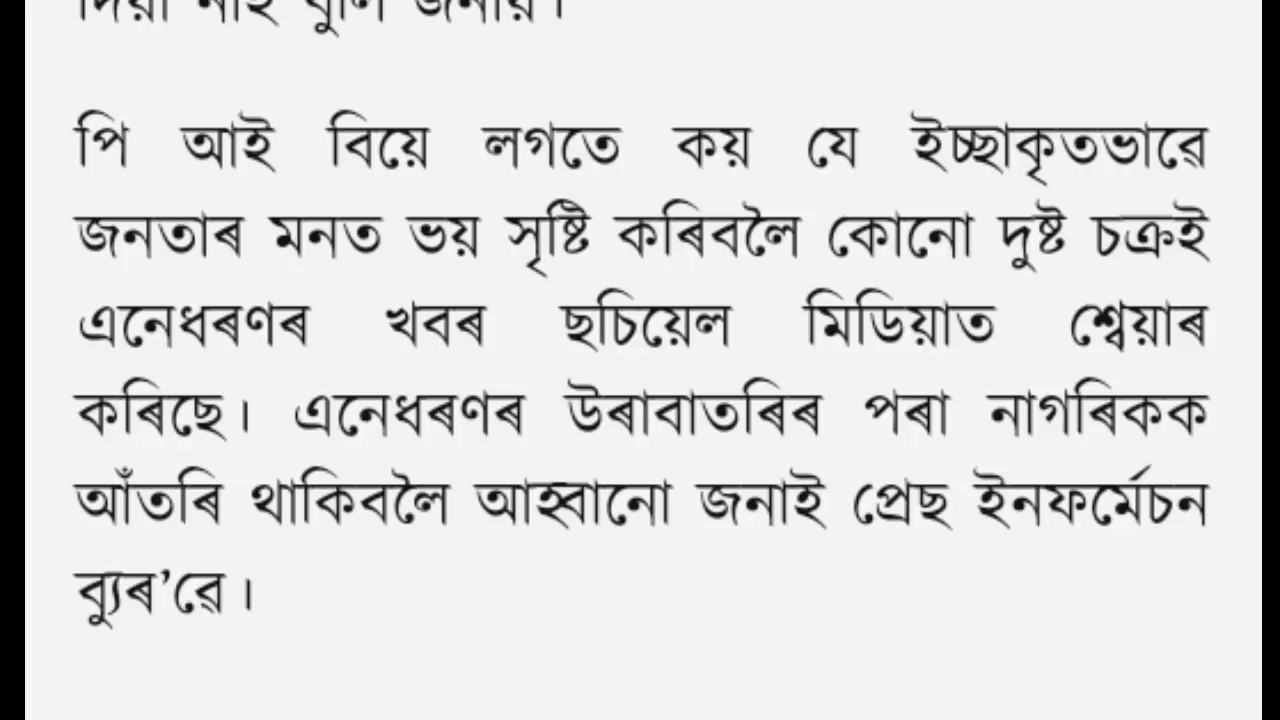 দিয়া নাই বুলি জনায়।
পি আই বিয়ে লগতে কয় যে ইচ্ছাকৃতভাৱে
জনতাৰ মনত ভয় সৃষ্টি কৰিবলৈ কোনো দুষ্ট চক্ৰই
এনেধৰণৰ খবৰ ছচিয়েল মিডিয়াত শ্বেয়াৰ
কৰিছে। এনেধৰণৰ উৰাবাতৰিৰ পৰা নাগৰিকক
আঁতৰি থাকিবলৈ আহ্বানো জনাই প্ৰেছ ইনফৰ্মেচন
ব্যুৰ’ৱে।